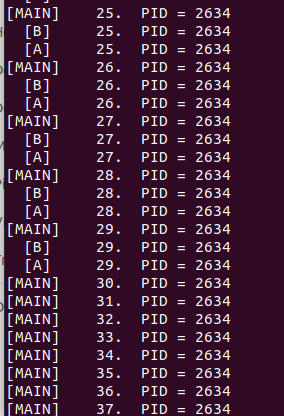 [MAIN] 25. PID = 2634
[B] 25. PID = 2634
[A] 25. PID = 2634
[MAIN] 26. PID = 2634
[B] 26. PID = 2634
[A] 26. PID = 2634
[MAIN] 27. PID = 2634
[B] 27. PID = 2634
[A] 27. PID = 2634
[MAIN] 28. PID = 2634
[B] 28. PID = 2634
[A] 28. PID = 2634
[MAIN] 29. PID = 2634
[B] 29. PID = 2634
[A] 29. PID = 2634
[MAIN] 30. PID = 2634
[MAIN] 31. PID = 2634
[MAIN] 32. PID = 2634
[MAIN] 33. PID = 2634
[MAIN] 34. PID = 2634
[MAIN] 35. PID = 2634
[MAIN] 36. PID = 2634
[MAIN] 37. PID = 2634